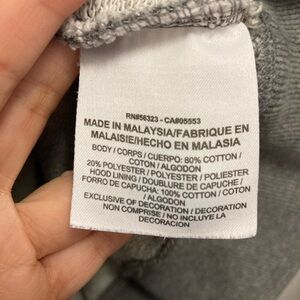 RN#56323 - CA#05553
MADE IN MALAYSIA/FABRIQUE EN
MALAISIE/HECHO EN MALASIA
BODY / CORPS / CUERPO: 80% COTTON /
COTON / ALGODON
20% POLYESTER / POLYESTER / POLIESTER
HOOD LINING / DOUBLURE DE CAPUCHE /
FORRO DE CAPUCHA: 100% COTTON / COTON
/ ALGODON
EXCLUSIVE OF DECORATION / DECORATION
NON COMPRISE / NO INCLUYE LA
DECORACION